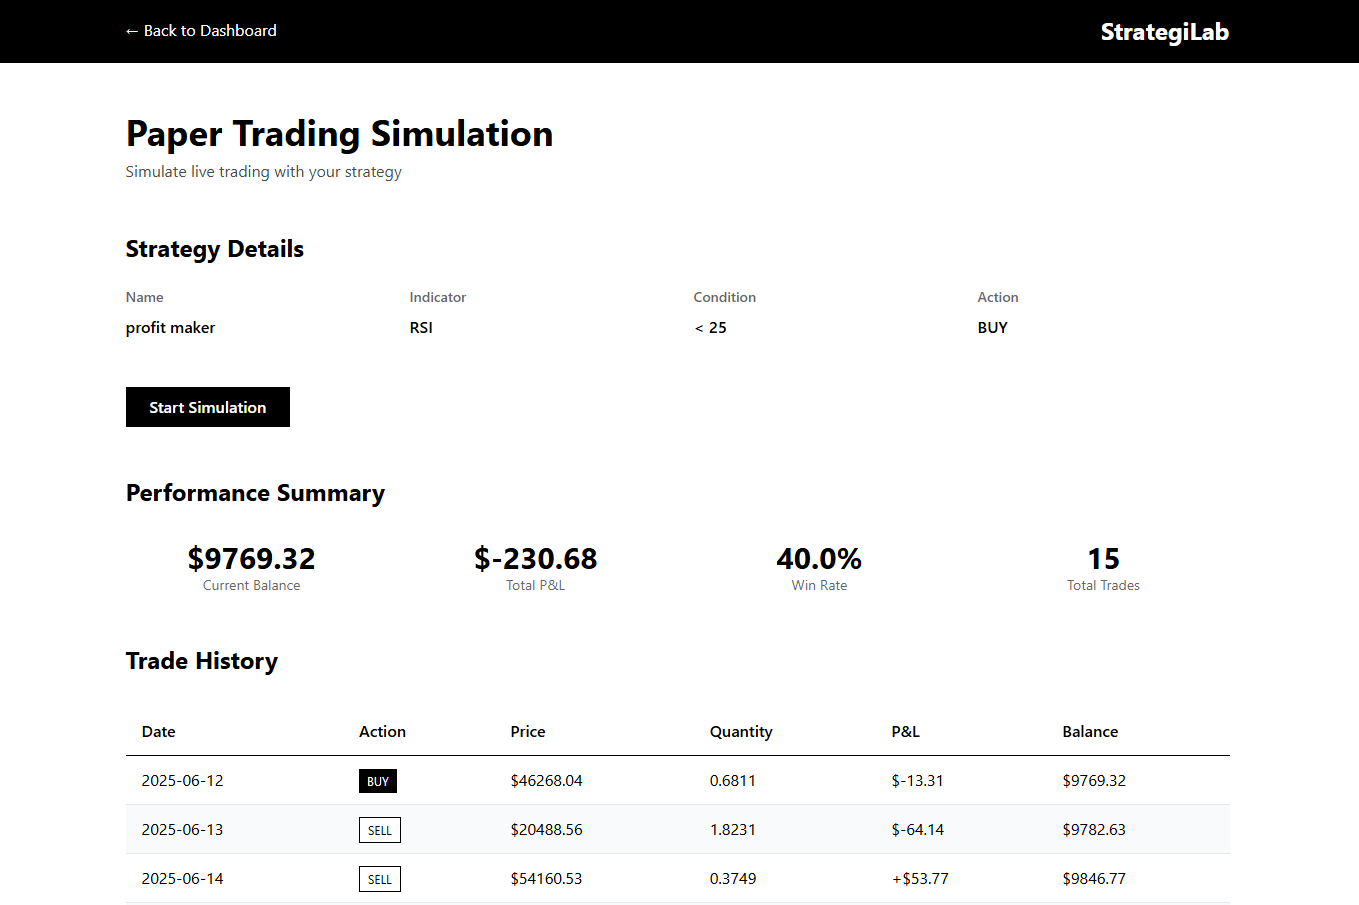 ← Back to Dashboard
StrategiLab
Paper Trading Simulation
Simulate live trading with your strategy
Strategy Details
Name Indicator Condition Action
profit maker RSI < 25 BUY
Start Simulation
Performance Summary
$9769.32 $-230.68 40.0% 15
Current Balance Total P&L Win Rate Total Trades
Trade History
Date Action Price Quantity P&L Balance
2025-06-12 BUY $46268.04 0.6811 $-13.31 $9769.32
2025-06-13 SELL $20488.56 1.8231 $-64.14 $9782.63
2025-06-14 SELL $54160.53 0.3749 +$53.77 $9846.77